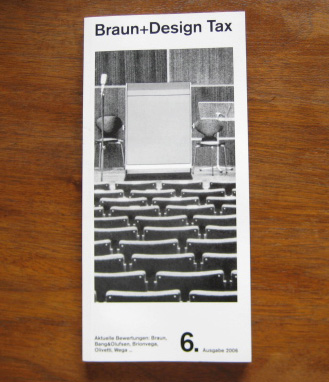 Braun+Design Tax
Aktuelle Bewertungen: Braun,
Bang&Olufsen, Brionvega,
Olivetti, Wega ...
6. Ausgabe 2006